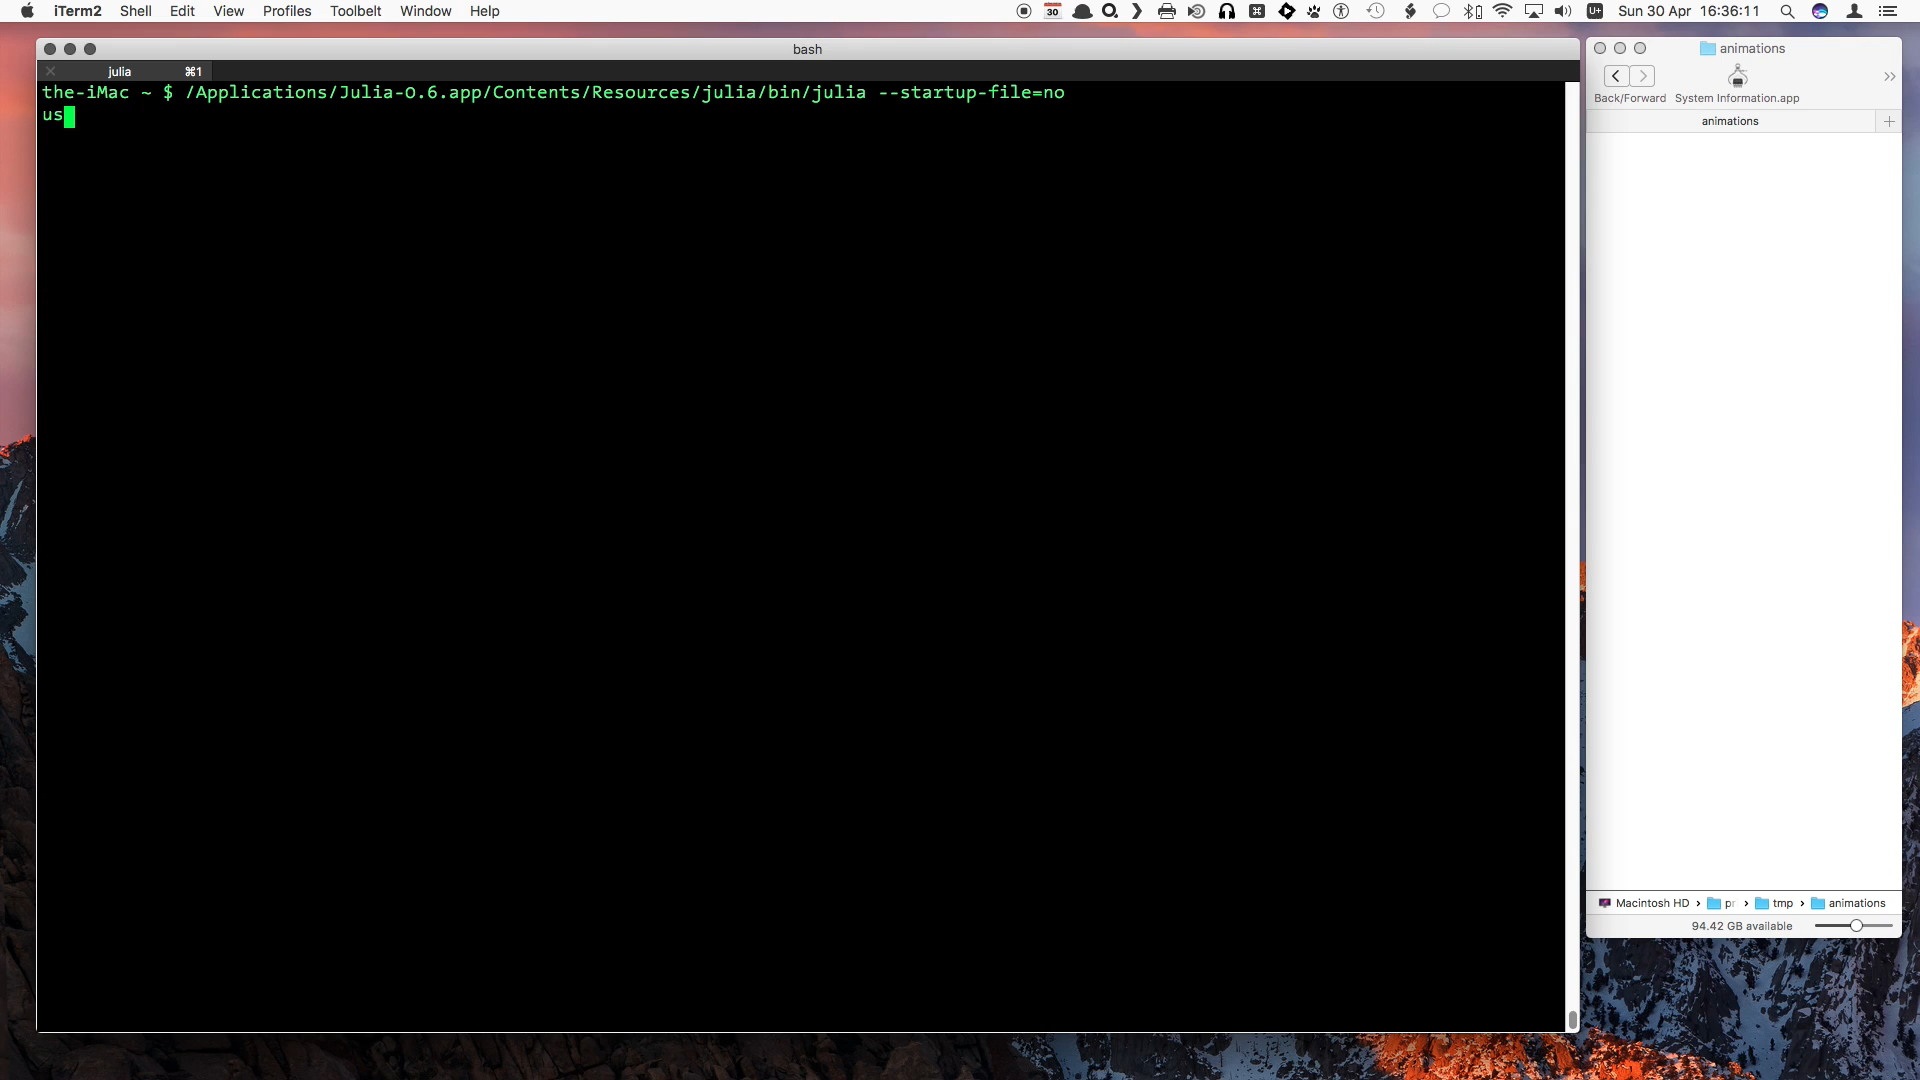 iTerm2 Shell Edit View Profiles Toolbelt Window Help 30 U+ Sun 30 Apr 16:36:11
bash
julia ⌘1
the-iMac ~ $ /Applications/Julia-0.6.app/Contents/Resources/julia/bin/julia --startup-file=no
us
animations
Back/Forward System Information.app
animations
Macintosh HD › pr › tmp › animations
94.42 GB available